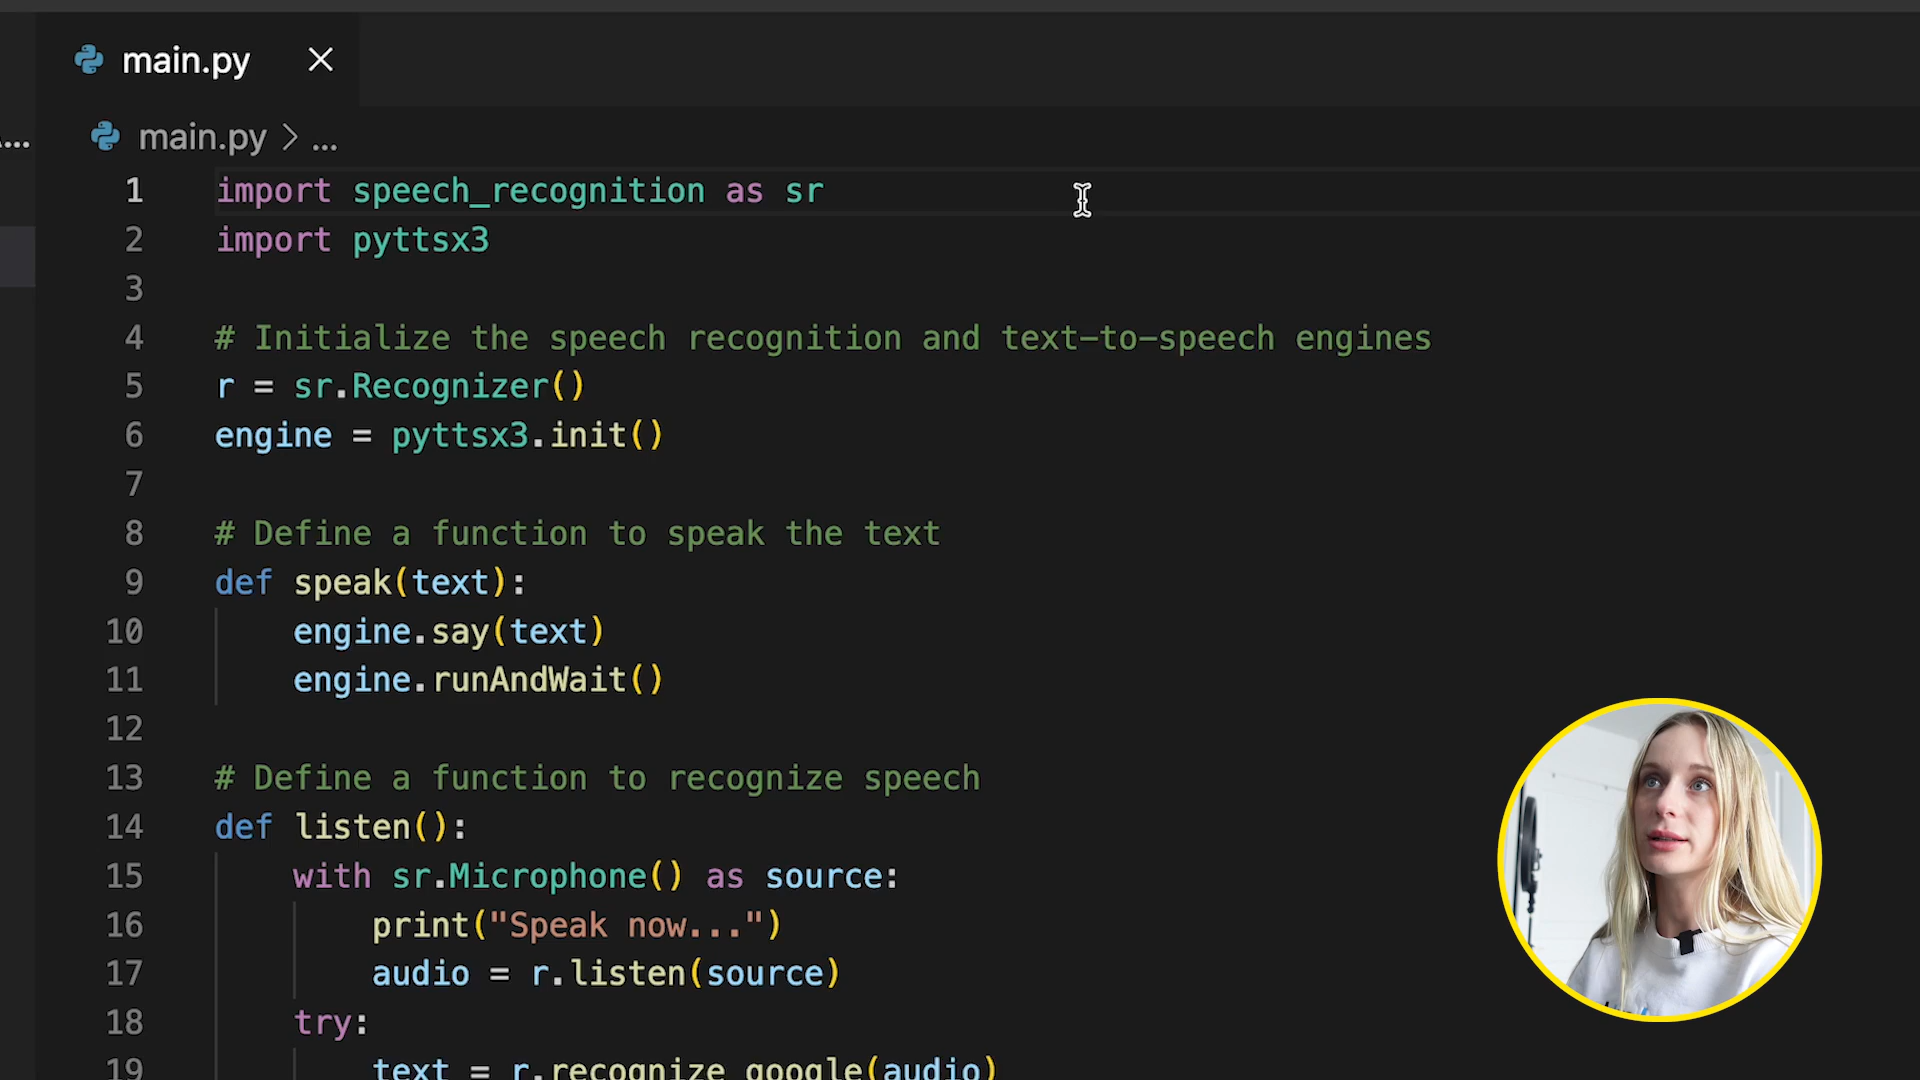 main.py
...
main.py > ...
1 import speech_recognition as sr
2 import pyttsx3
3
4 # Initialize the speech recognition and text-to-speech engines
5 r = sr.Recognizer()
6 engine = pyttsx3.init()
7
8 # Define a function to speak the text
9 def speak(text):
10 engine.say(text)
11 engine.runAndWait()
12
13 # Define a function to recognize speech
14 def listen():
15 with sr.Microphone() as source:
16 print("Speak now...")
17 audio = r.listen(source)
18 try:
19 text = r.recognize_google(audio)